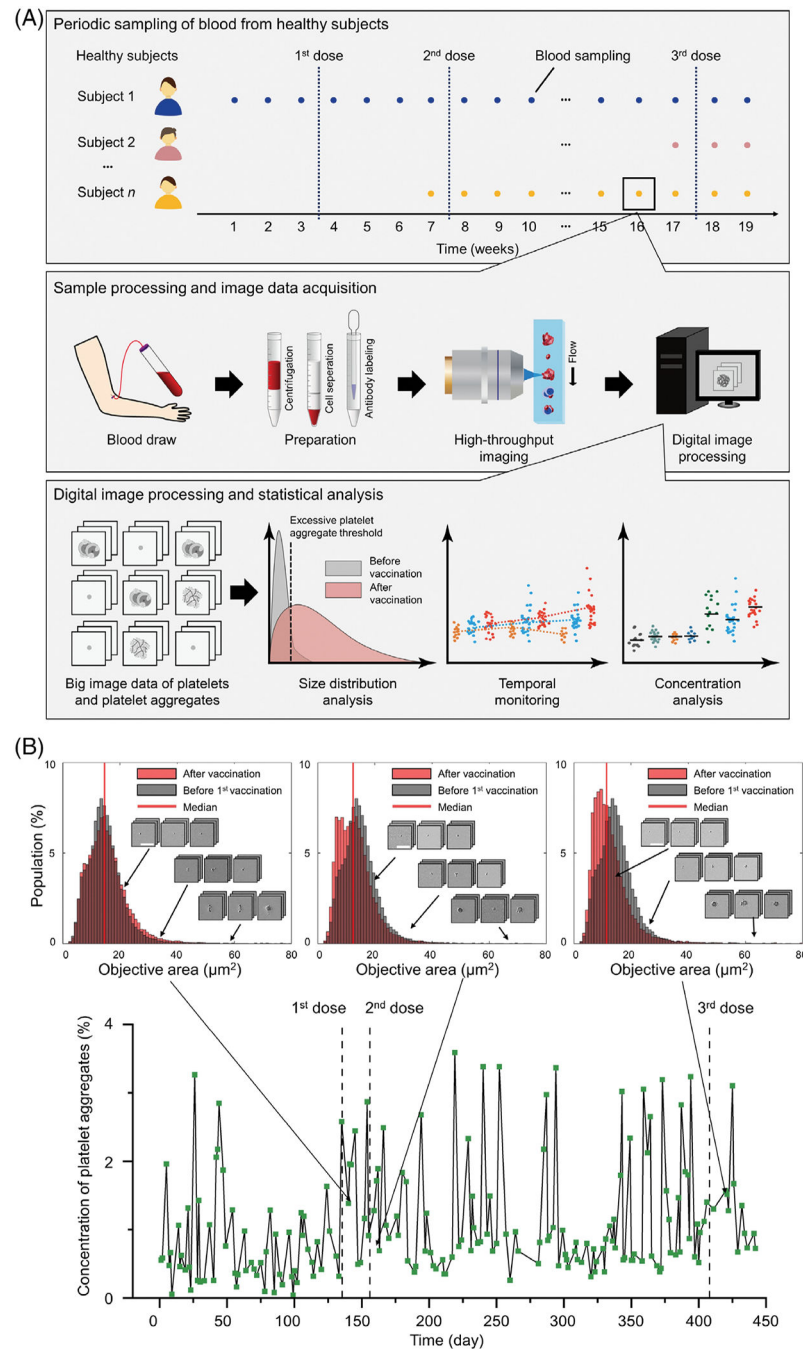 (A)
Periodic sampling of blood from healthy subjects
Healthy subjects
1st dose
2nd dose
Blood sampling
3rd dose
Subject 1
...
Subject 2
...
...
Subject n
...
1 2 3 4 5 6 7 8 9 10 ... 15 16 17 18 19
Time (weeks)
Sample processing and image data acquisition
Centrifugation
Cell seperation
Antibody labeling
Flow
Blood draw
Preparation
High-throughput
imaging
Digital image
processing
Digital image processing and statistical analysis
Excessive platelet
aggregate threshold
Before
vaccination
After
vaccination
Big image data of platelets
and platelet aggregates
Size distribution
analysis
Temporal
monitoring
Concentration
analysis
(B)
Population (%)
10
5
0
After vaccination
Before 1st vaccination
Median
0 20 40 60 80
Objective area (μm2)
10
5
0
After vaccination
Before 1st vaccination
Median
0 20 40 60 80
Objective area (μm2)
10
5
0
After vaccination
Before 1st vaccination
Median
0 20 40 60 80
Objective area (μm2)
1st dose
2nd dose
3rd dose
Concentration of platelet aggregates (%)
4
2
0
0 50 100 150 200 250 300 350 400 450
Time (day)